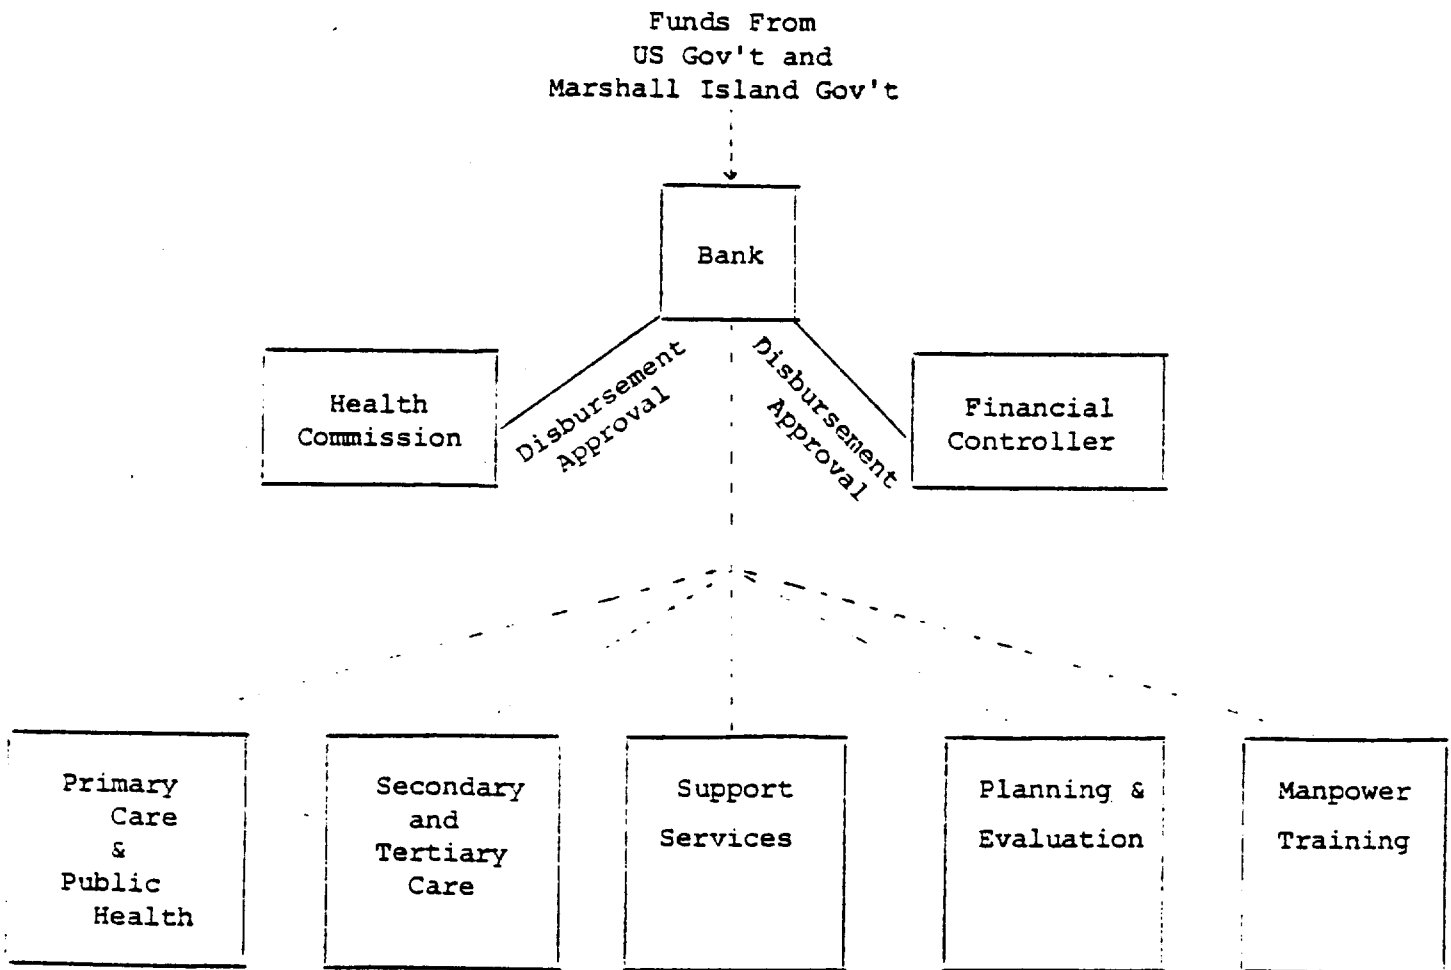 Funds From
US Gov't and
Marshall Island Gov't
Bank
Health
Commission
Disbursement
Approval
Disbursement
Approval
Financial
Controller
Primary
Care
&
Public
Health
Secondary
and
Tertiary
Care
Support
Services
Planning &
Evaluation
Manpower
Training